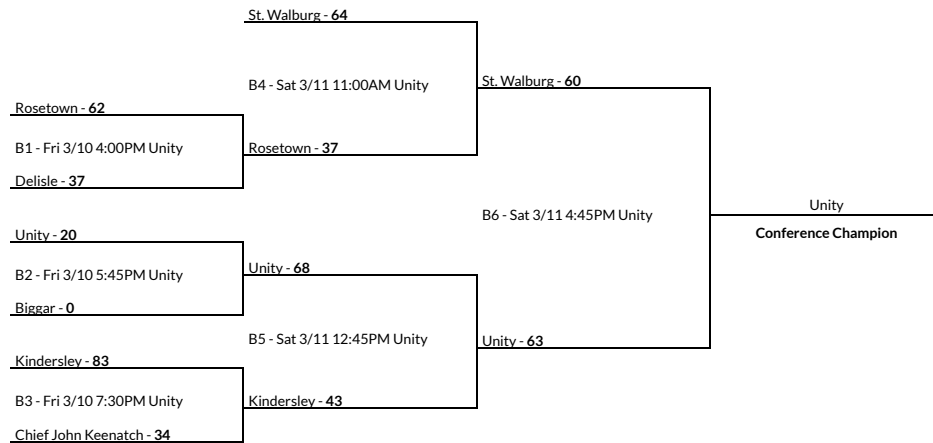 St. Walburg - 64
B4 - Sat 3/11 11:00AM Unity
St. Walburg - 60
Rosetown - 62
B1 - Fri 3/10 4:00PM Unity
Rosetown - 37
Delisle - 37
B6 - Sat 3/11 4:45PM Unity
Unity
Conference Champion
Unity - 20
B2 - Fri 3/10 5:45PM Unity
Unity - 68
Biggar - 0
B5 - Sat 3/11 12:45PM Unity
Unity - 63
Kindersley - 83
B3 - Fri 3/10 7:30PM Unity
Kindersley - 43
Chief John Keenatch - 34